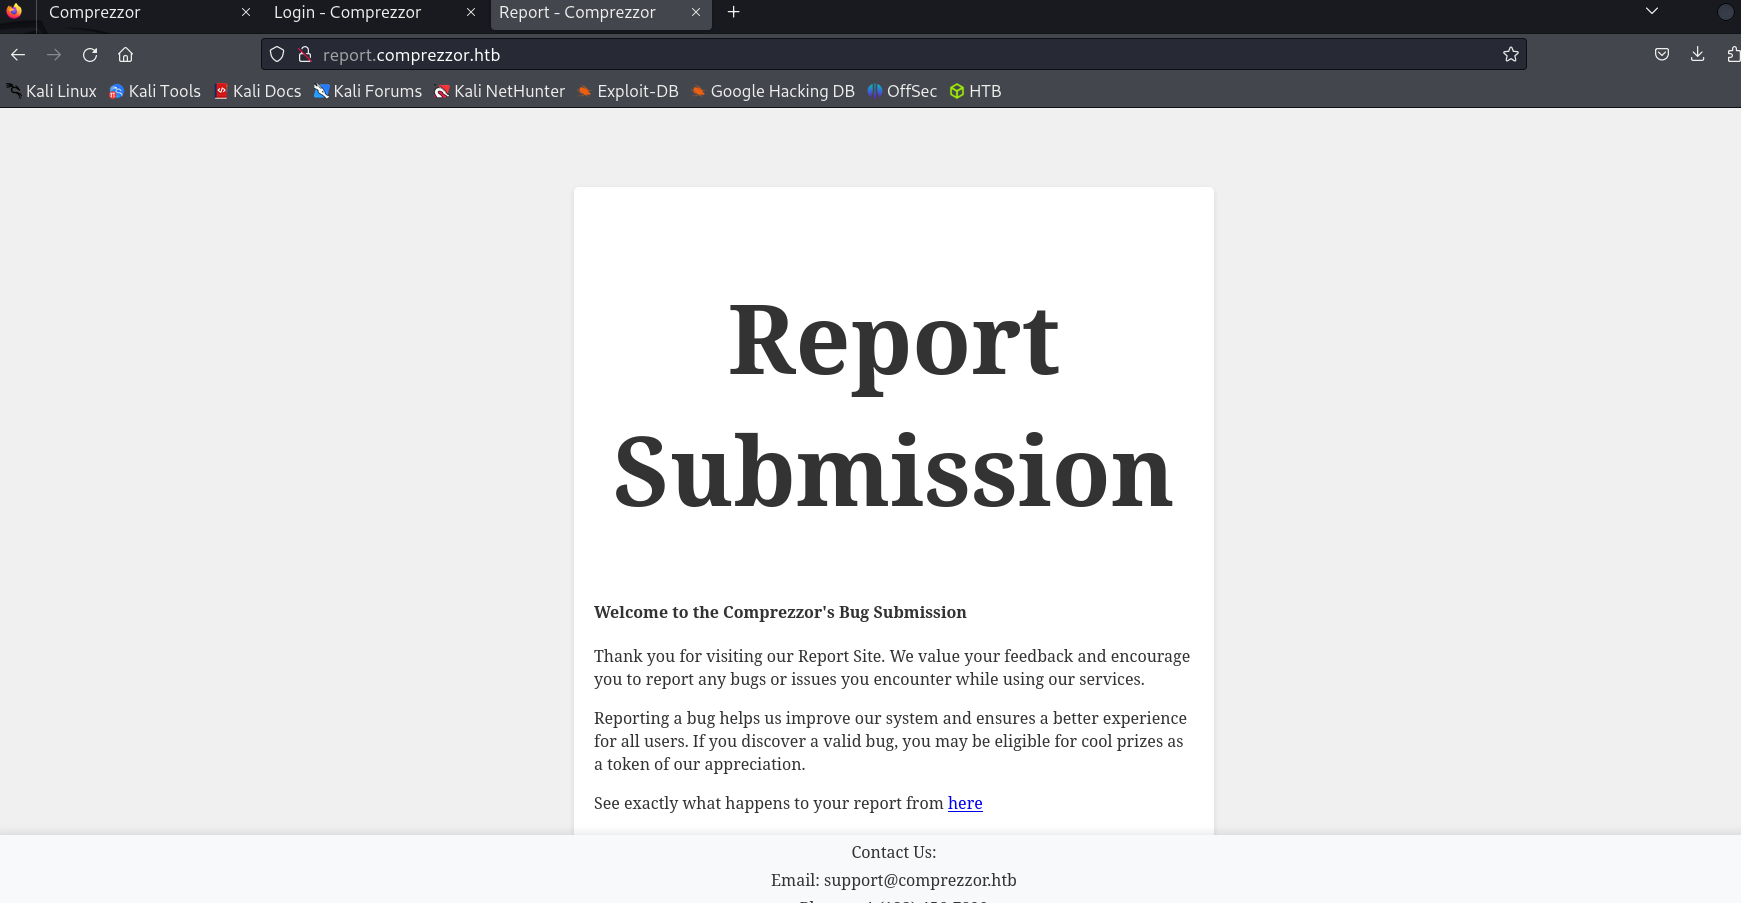 Comprezzor
Login - Comprezzor
Report - Comprezzor
report.comprezzor.htb
Kali Linux Kali Tools Kali Docs Kali Forums Kali NetHunter Exploit-DB Google Hacking DB OffSec HTB
Report
Submission
Welcome to the Comprezzor's Bug Submission
Thank you for visiting our Report Site. We value your feedback and encourage
you to report any bugs or issues you encounter while using our services.
Reporting a bug helps us improve our system and ensures a better experience
for all users. If you discover a valid bug, you may be eligible for cool prizes as
a token of our appreciation.
See exactly what happens to your report from here
Contact Us:
Email: support@comprezzor.htb